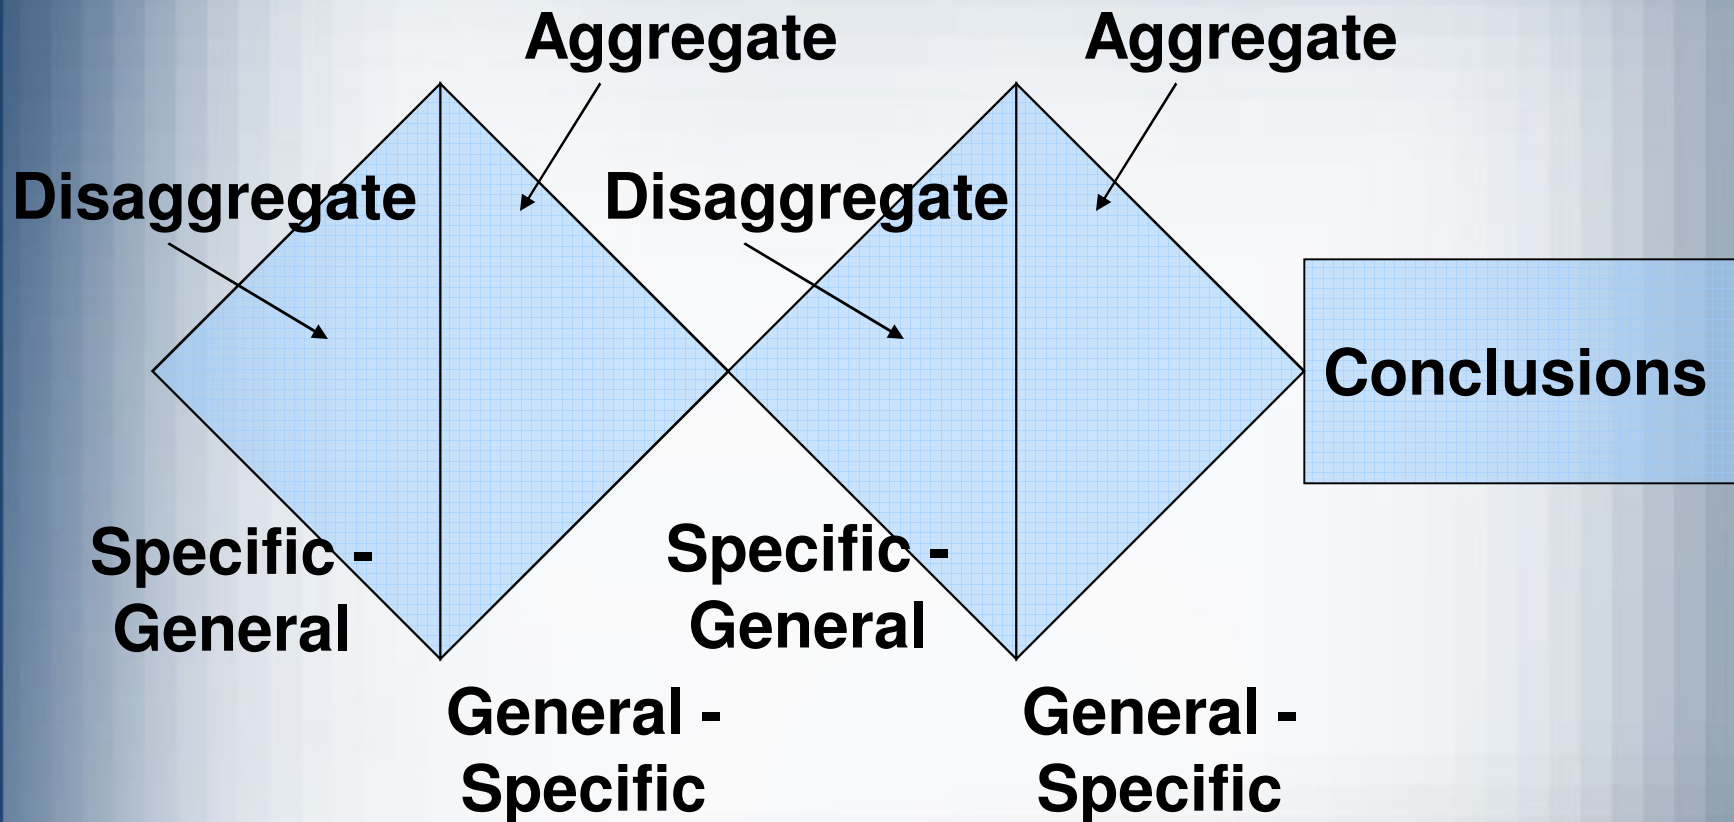 Aggregate
Aggregate
Disaggregate
Disaggregate
Conclusions
Specific -
General
Specific -
General
General -
Specific
General -
Specific